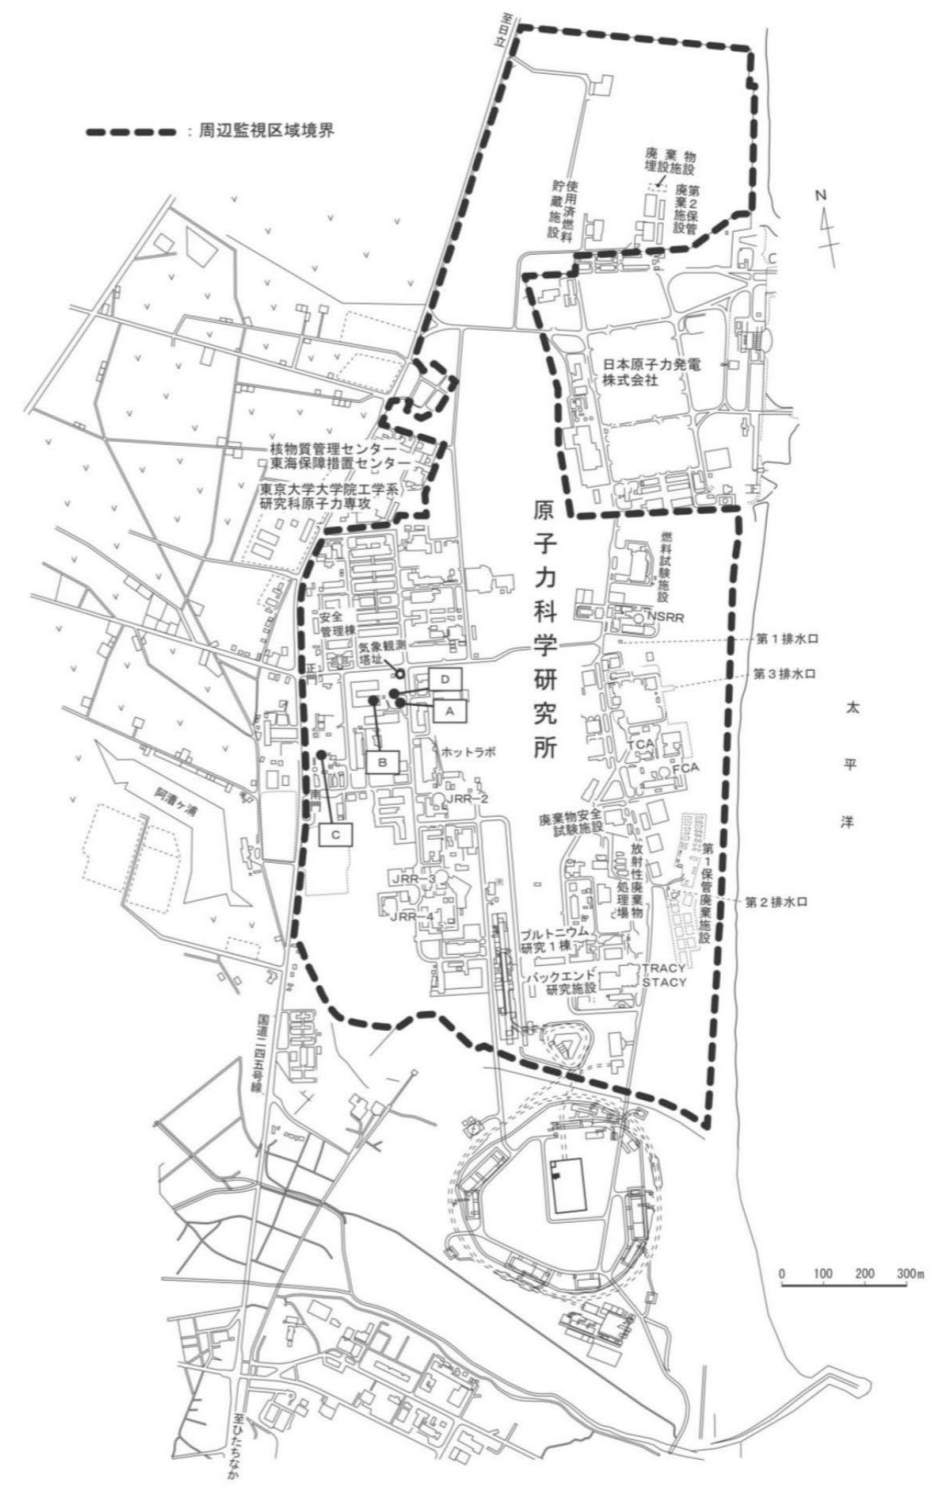 至日立
：周辺監視区域境界
廃棄物
埋設施設
第2保管
廃棄施設
使用済燃料
貯蔵施設
N
日本原子力発電
株式会社
核物質管理センター
東海保障措置センター
東京大学大学院工学系
研究科原子力専攻
原子力科学研究所
燃料試験施設
NSRR
安全
管理棟
気象観測
塔址
正門
第1排水口
第3排水口
D
A
B
C
太平洋
TCA
FCA
ホットラボ
南門
阿漕ヶ浦
JRR-2
廃棄物安全
試験施設
放射性廃棄物
処理場
第1保管廃棄施設
JRR-3
JRR-4
第2排水口
プルトニウム
研究1棟
バックエンド
研究施設
TRACY
STACY
国道二四五号線
0 100 200 300m
至ひたちなか